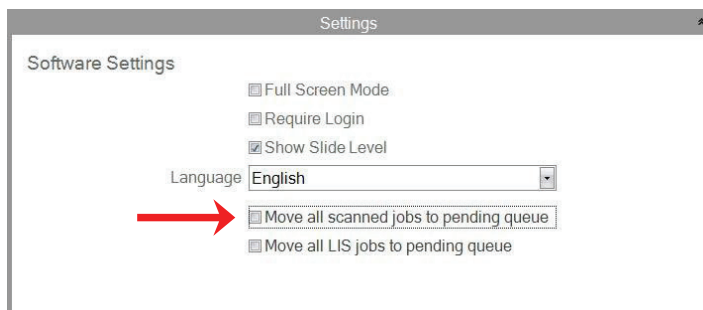 Settings
Software Settings
Full Screen Mode
Require Login
Show Slide Level
Language English
Move all scanned jobs to pending queue
Move all LIS jobs to pending queue